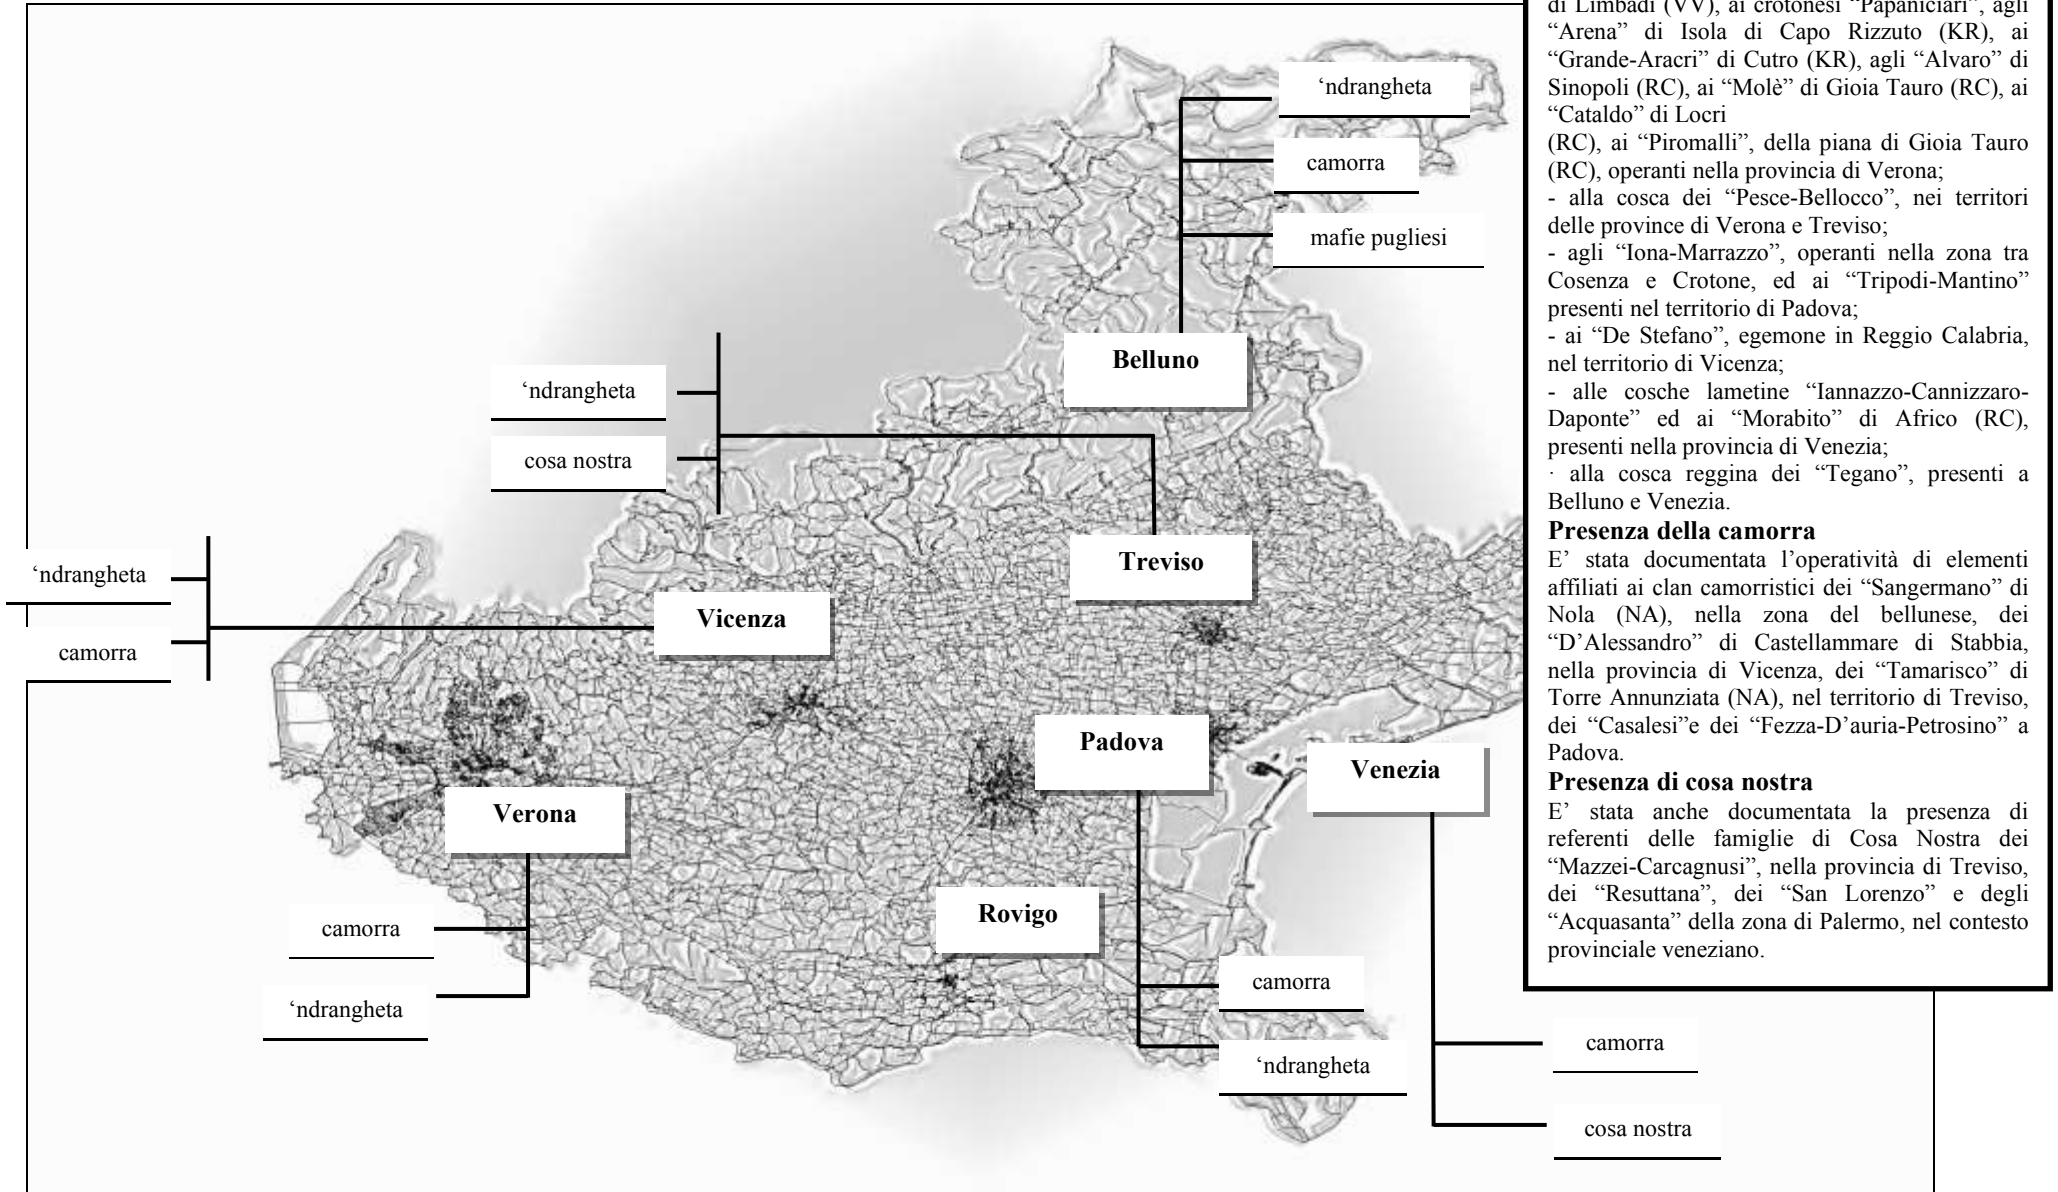 ‘ndrangheta
camorra
mafie pugliesi
Belluno
‘ndrangheta
cosa nostra
Treviso
‘ndrangheta
camorra
Vicenza
Padova
Venezia
Verona
Rovigo
camorra
‘ndrangheta
camorra
‘ndrangheta
camorra
cosa nostra
di Limbadi (VV), ai crotonesi “Papaniciari”, agli
“Arena” di Isola di Capo Rizzuto (KR), ai
“Grande-Aracri” di Cutro (KR), agli “Alvaro” di
Sinopoli (RC), ai “Molè” di Gioia Tauro (RC), ai
“Cataldo” di Locri
(RC), ai “Piromalli”, della piana di Gioia Tauro
(RC), operanti nella provincia di Verona;
- alla cosca dei “Pesce-Bellocco”, nei territori
delle province di Verona e Treviso;
- agli “Iona-Marrazzo”, operanti nella zona tra
Cosenza e Crotone, ed ai “Tripodi-Mantino”
presenti nel territorio di Padova;
- ai “De Stefano”, egemone in Reggio Calabria,
nel territorio di Vicenza;
- alle cosche lametine “Iannazzo-Cannizzaro-
Daponte” ed ai “Morabito” di Africo (RC),
presenti nella provincia di Venezia;
· alla cosca reggina dei “Tegano”, presenti a
Belluno e Venezia.
Presenza della camorra
E’ stata documentata l’operatività di elementi
affiliati ai clan camorristici dei “Sangermano” di
Nola (NA), nella zona del bellunese, dei
“D’Alessandro” di Castellammare di Stabbia,
nella provincia di Vicenza, dei “Tamarisco” di
Torre Annunziata (NA), nel territorio di Treviso,
dei “Casalesi”e dei “Fezza-D’auria-Petrosino” a
Padova.
Presenza di cosa nostra
E’ stata anche documentata la presenza di
referenti delle famiglie di Cosa Nostra dei
“Mazzei-Carcagnusi”, nella provincia di Treviso,
dei “Resuttana”, dei “San Lorenzo” e degli
“Acquasanta” della zona di Palermo, nel contesto
provinciale veneziano.